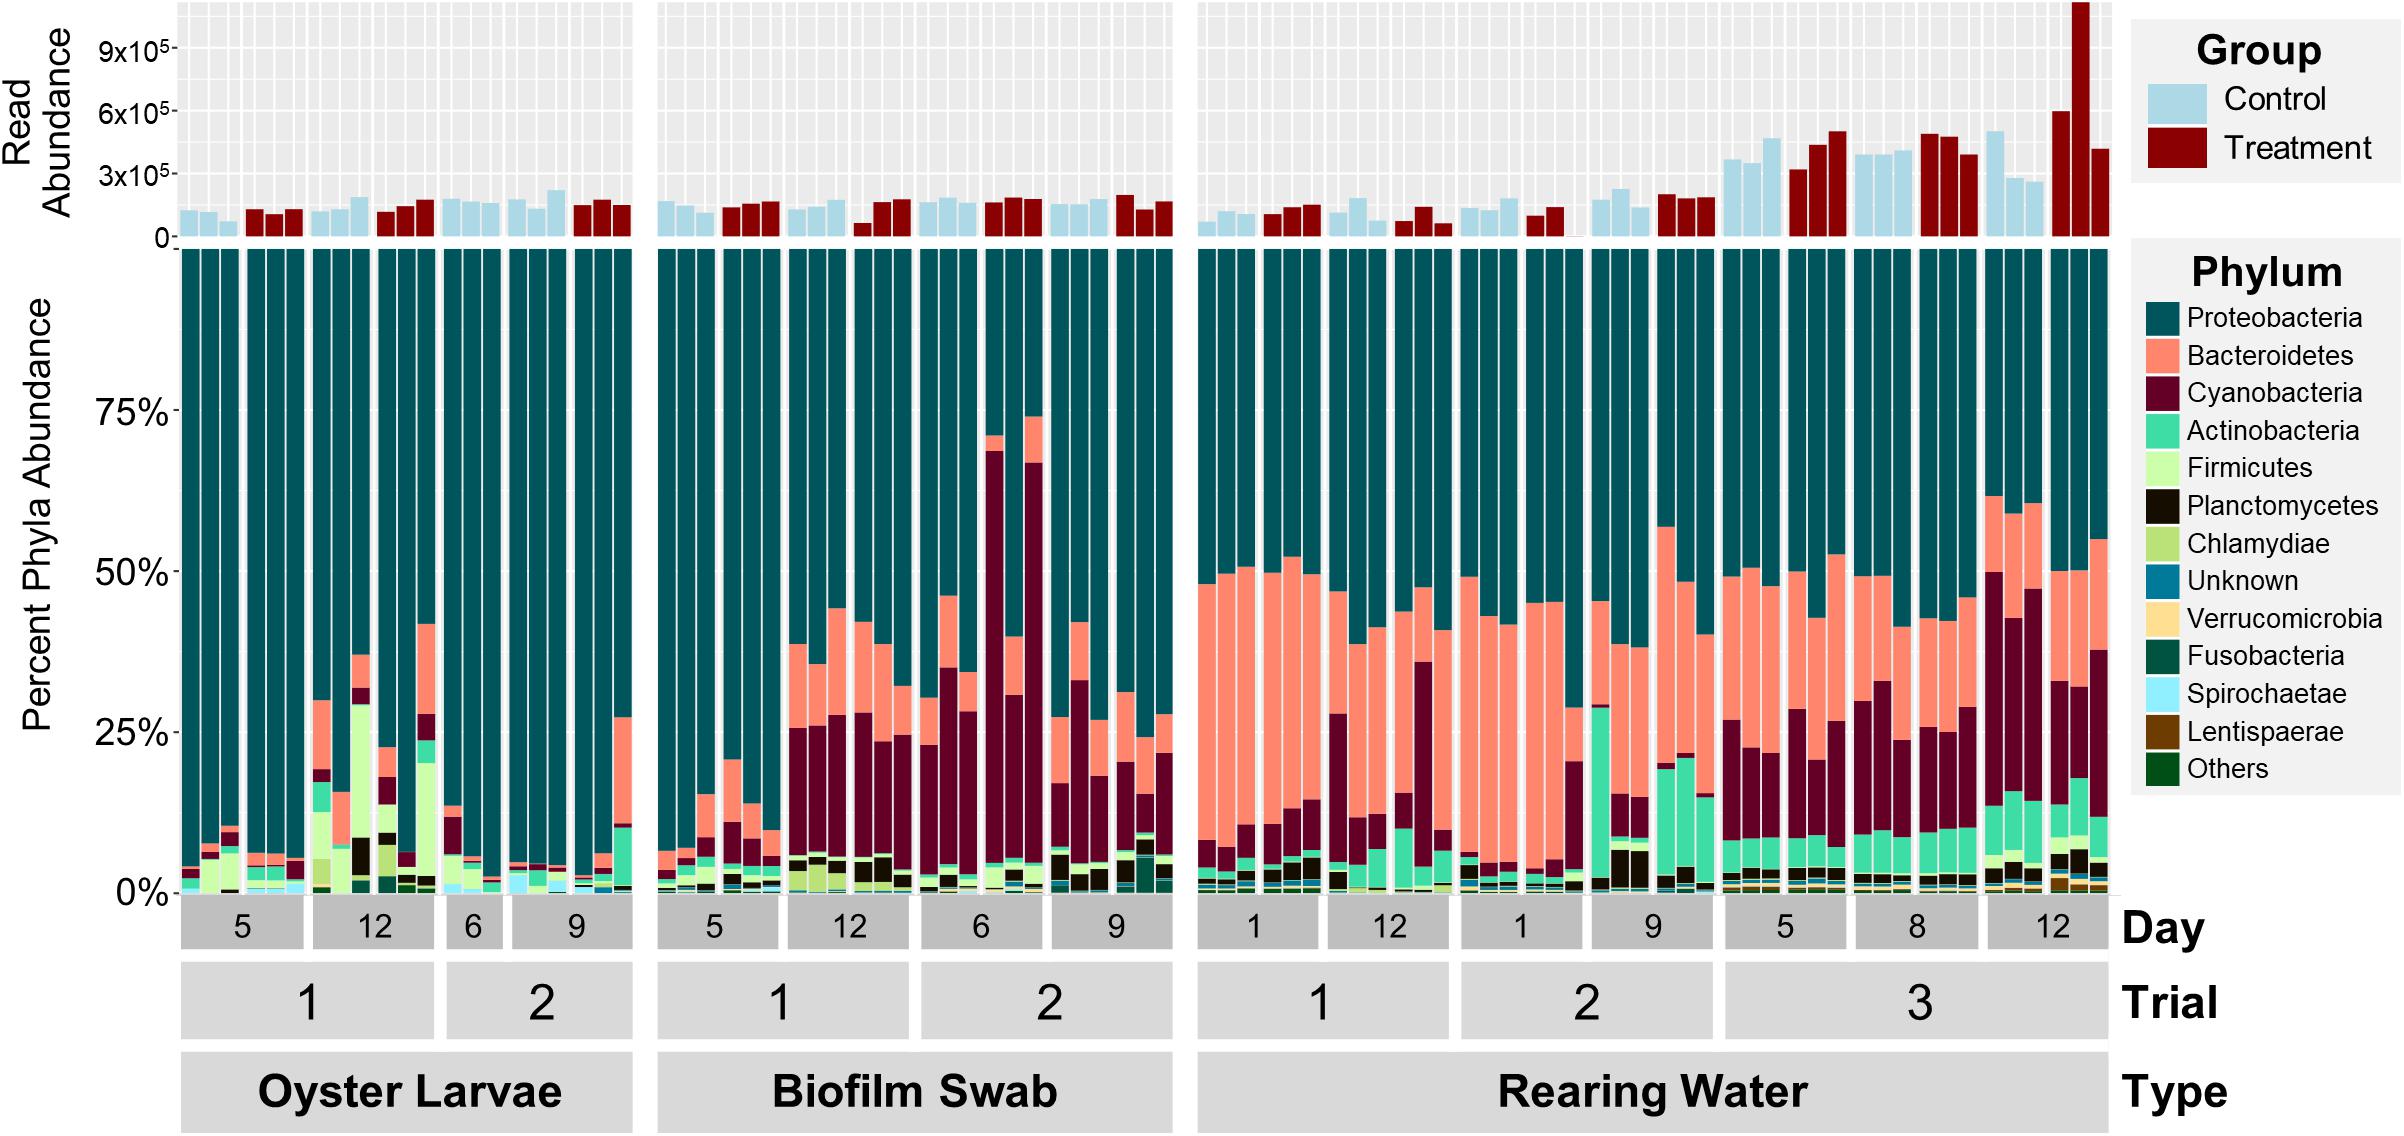 Read
Abundance
9x10⁵
6x10⁵
3x10⁵
0
Group
Control
Treatment
Percent Phyla Abundance
75%
50%
25%
0%
Phylum
Proteobacteria
Bacteroidetes
Cyanobacteria
Actinobacteria
Firmicutes
Planctomycetes
Chlamydiae
Unknown
Verrucomicrobia
Fusobacteria
Spirochaetae
Lentispaerae
Others
5 12 6 9 5 12 6 9 1 12 1 9 5 8 12 Day
1 2 1 2 1 2 3 Trial
Oyster Larvae Biofilm Swab Rearing Water Type